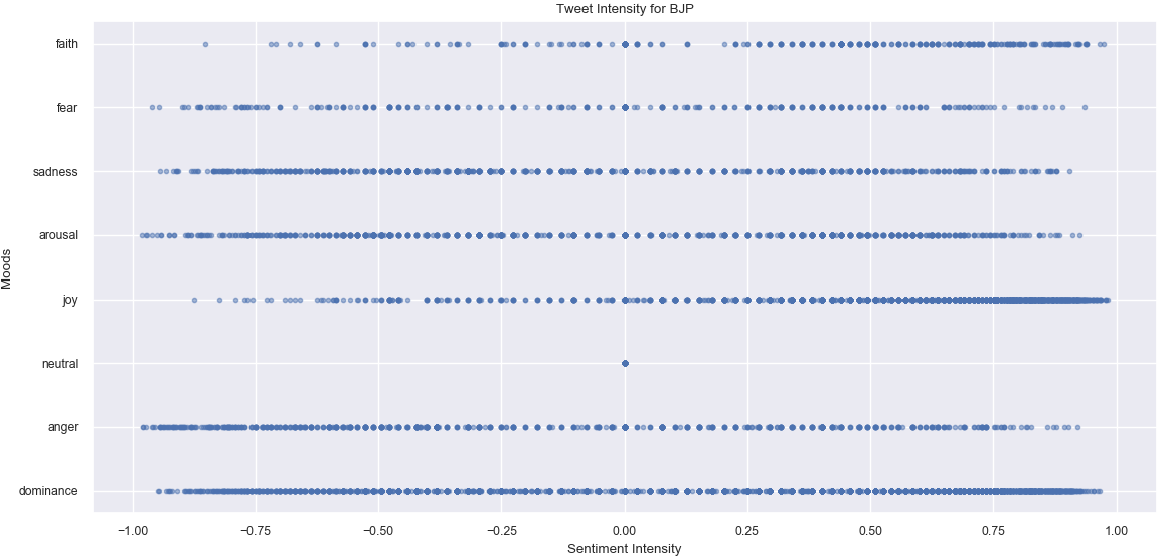 Tweet Intensity for BJP
Moods
faith
fear
sadness
arousal
joy
neutral
anger
dominance
−1.00 −0.75 −0.50 −0.25 0.00 0.25 0.50 0.75 1.00
Sentiment Intensity